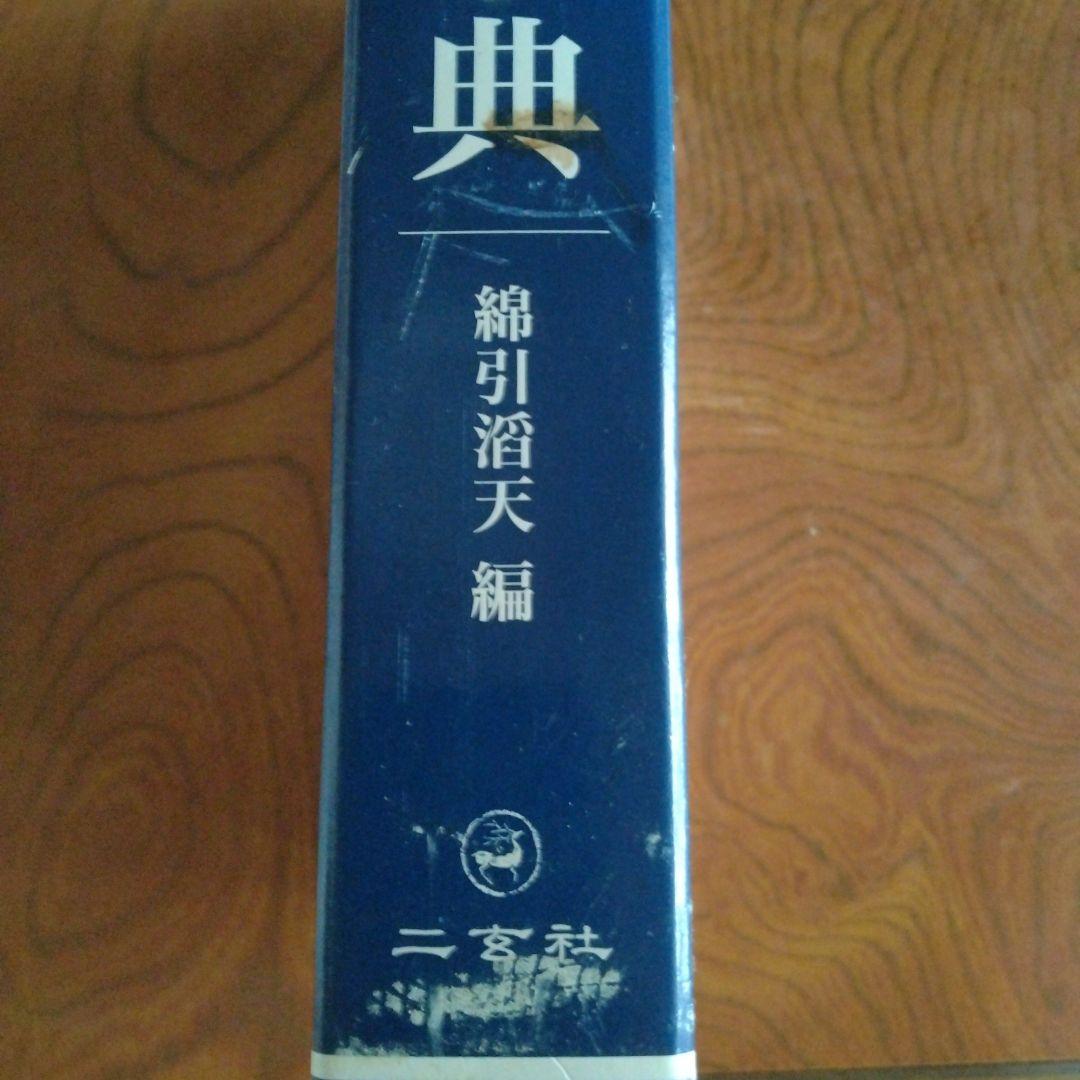 典
綿引滔天 編
二玄社